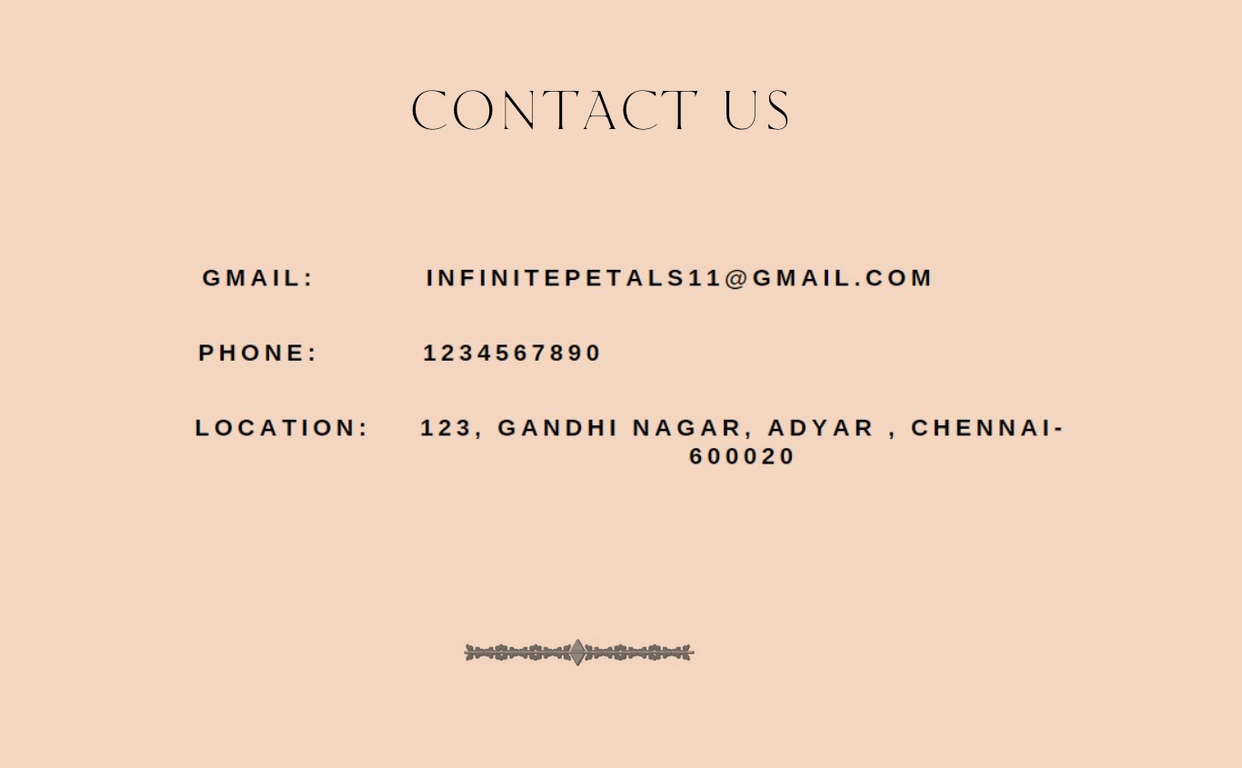 CONTACT US
GMAIL: INFINITEPETALS11@GMAIL.COM
PHONE: 1234567890
LOCATION: 123, GANDHI NAGAR, ADYAR , CHENNAI-
600020